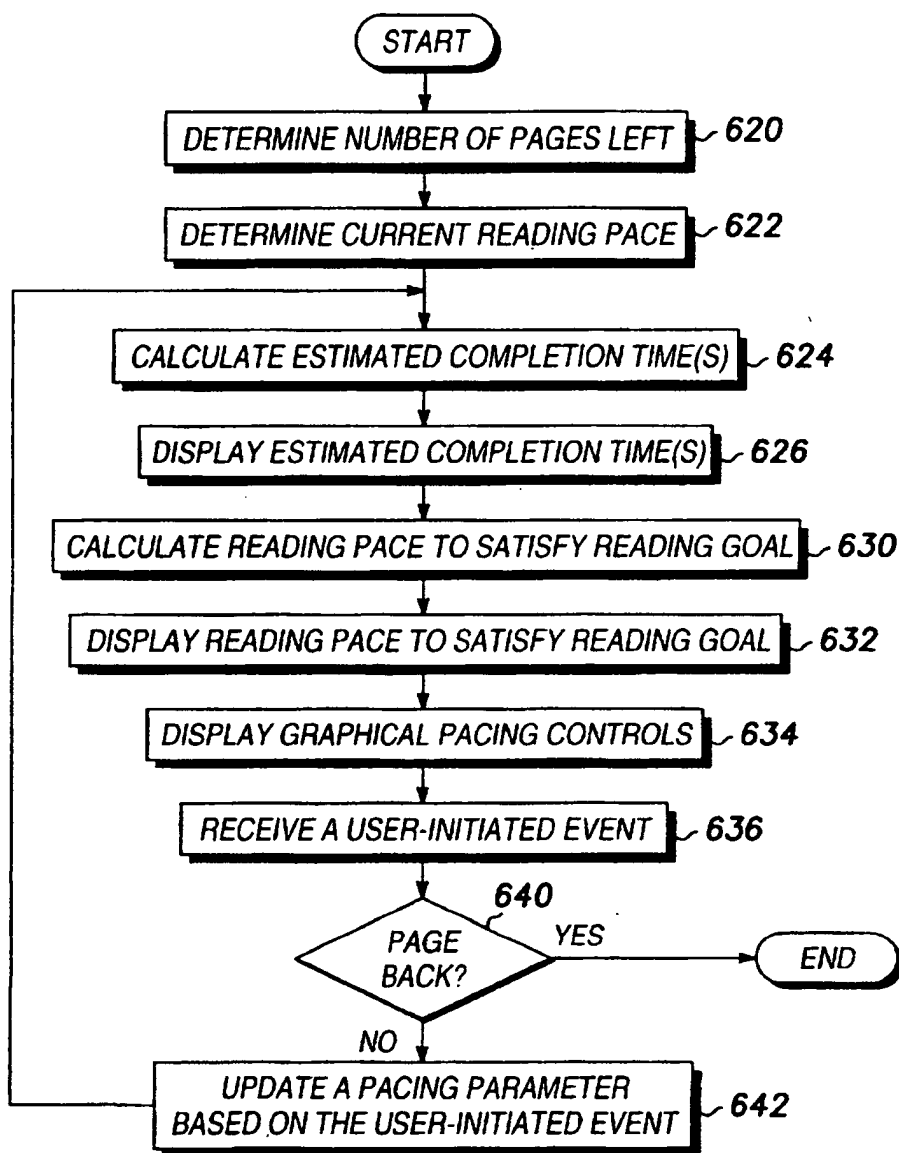 START
DETERMINE NUMBER OF PAGES LEFT 620
DETERMINE CURRENT READING PACE 622
CALCULATE ESTIMATED COMPLETION TIME(S) 624
DISPLAY ESTIMATED COMPLETION TIME(S) 626
CALCULATE READING PACE TO SATISFY READING GOAL 630
DISPLAY READING PACE TO SATISFY READING GOAL 632
DISPLAY GRAPHICAL PACING CONTROLS 634
RECEIVE A USER-INITIATED EVENT 636
640
PAGE
BACK?
YES
END
NO
UPDATE A PACING PARAMETER
BASED ON THE USER-INITIATED EVENT 642